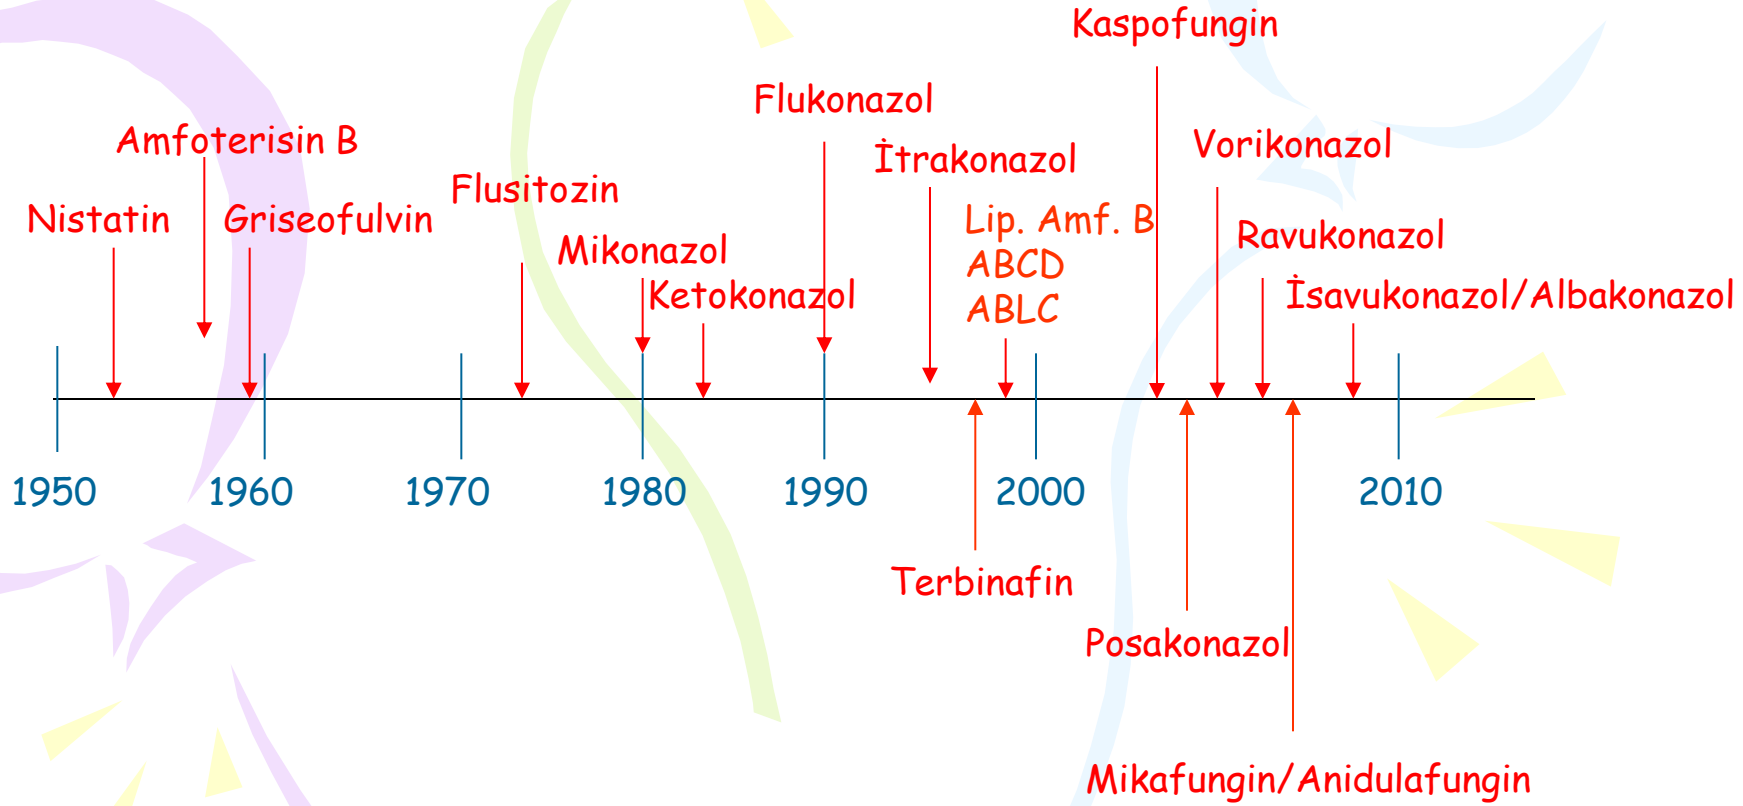 Kaspofungin
Flukonazol
Amfoterisin B
Vorikonazol
İtrakonazol
Flusitozin
Nistatin
Griseofulvin
Lip. Amf. B
ABCD
ABLC
Ravukonazol
Mikonazol
Ketokonazol
İsavukonazol/Albakonazol
1950
1960
1970
1980
1990
2000
2010
Terbinafin
Posakonazol
Mikafungin/Anidulafungin